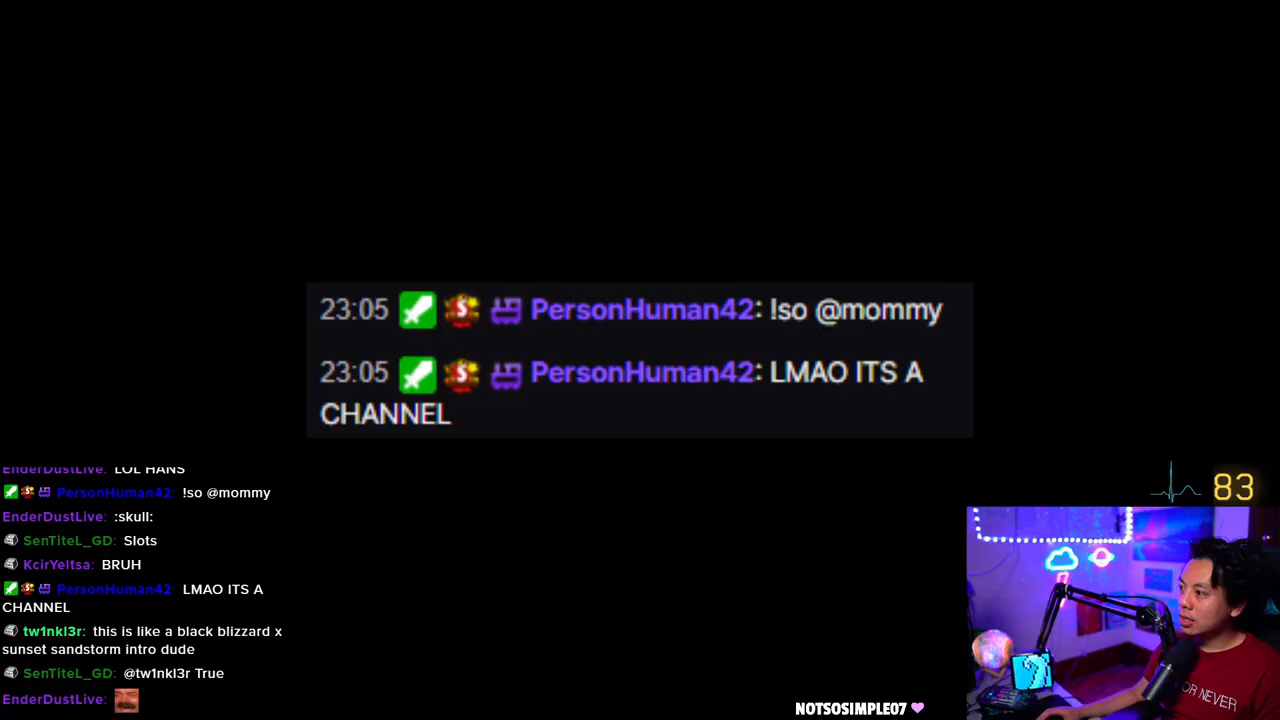 23:05 PersonHuman42: !so @mommy
23:05 PersonHuman42: LMAO ITS A
CHANNEL
EnderDustLive: LOL HANS
PersonHuman42: !so @mommy
EnderDustLive: :skull:
SenTiteL_GD: Slots
KcirYeltsa: BRUH
PersonHuman42: LMAO ITS A
CHANNEL
tw1nkl3r: this is like a black blizzard x
sunset sandstorm intro dude
SenTiteL_GD: @tw1nkl3r True
EnderDustLive:
83
OR NEVER
NOTSOSIMPLE07